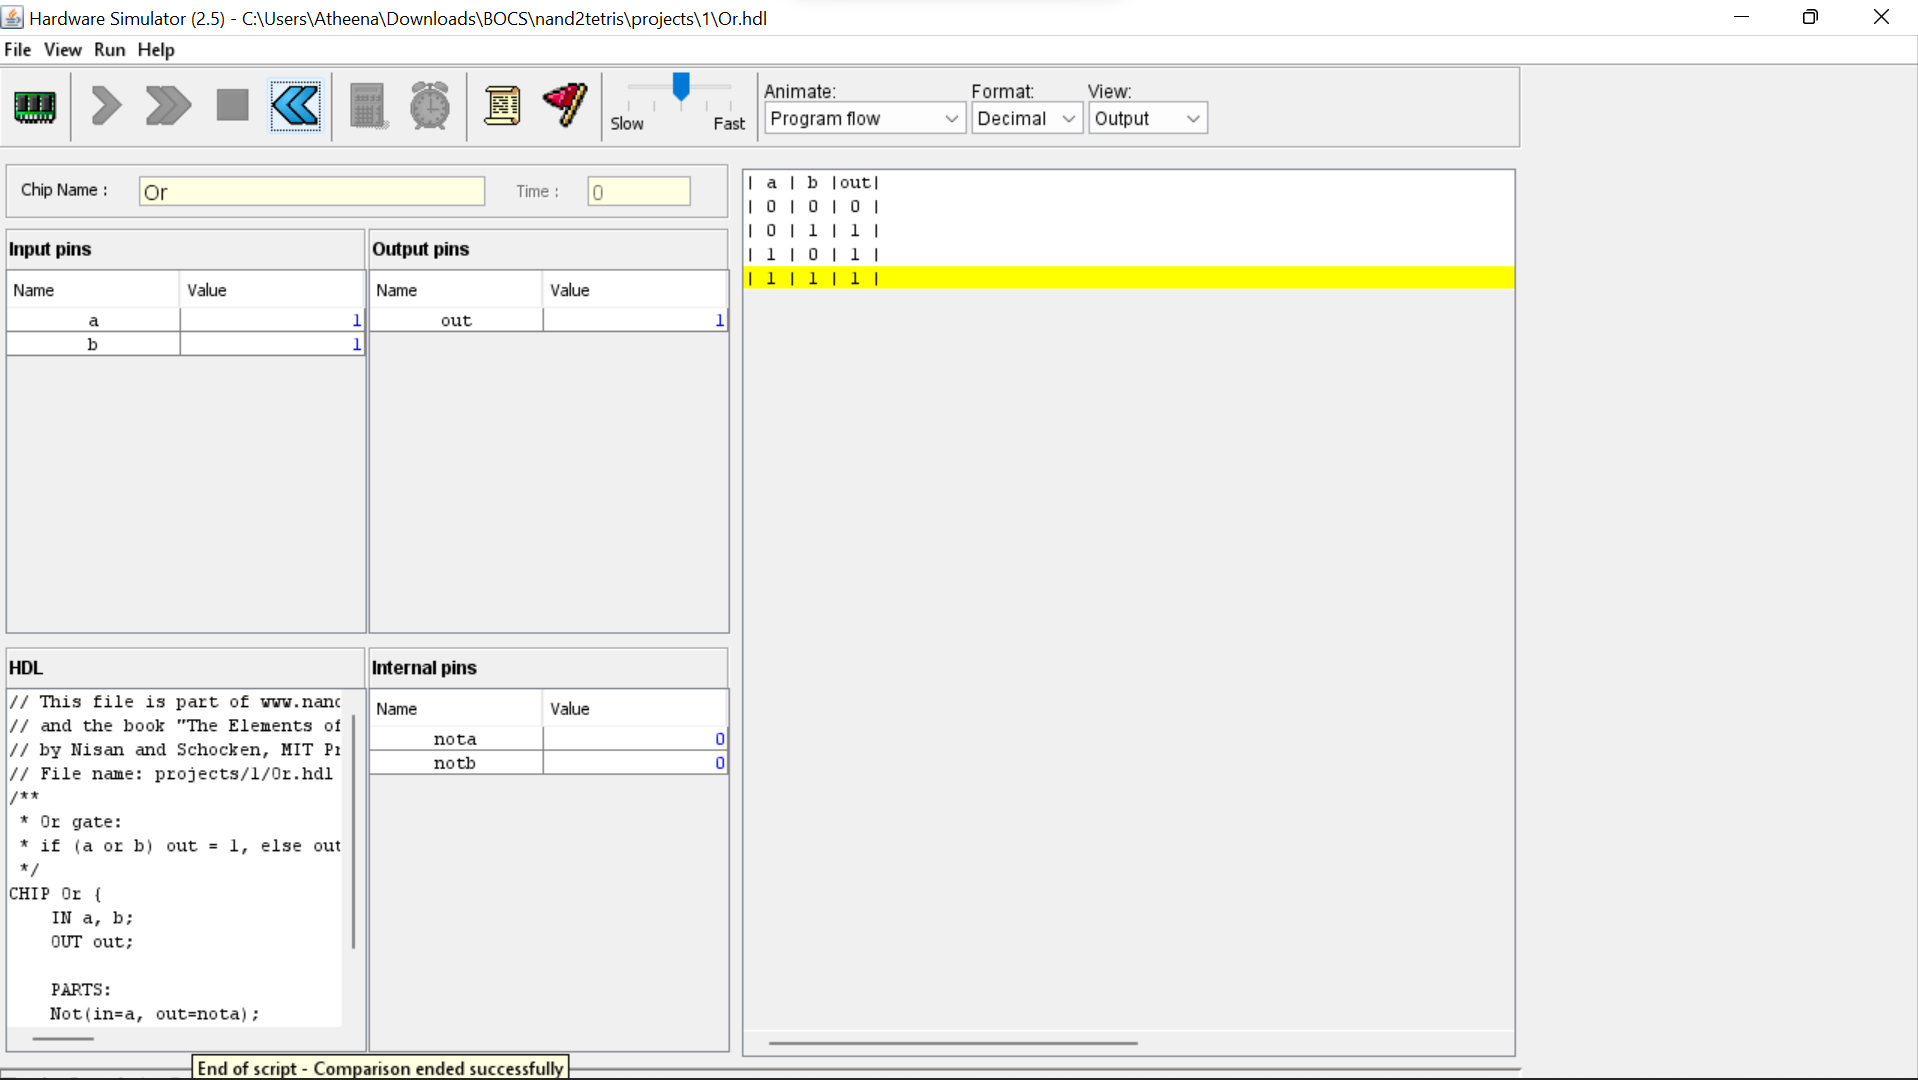 Hardware Simulator (2.5) - C:\Users\Atheena\Downloads\BOCS\nand2tetris\projects\1\Or.hdl
File View Run Help
Slow Fast
Animate: Format: View:
Program flow Decimal Output
Chip Name : Or Time : 0
Input pins
Name Value
a 1
b 1
Output pins
Name Value
out 1
| a | b |out|
| 0 | 0 | 0 |
| 0 | 1 | 1 |
| 1 | 0 | 1 |
| 1 | 1 | 1 |
HDL
// This file is part of
// and the book "The Elements of
// by Nisan and Schocken, MIT
// File name: projects/1/Or.hdl
/**
* Or gate:
* if (a or b) out = 1, else out
*/
CHIP Or {
IN a, b;
OUT out;
PARTS:
Not(in=a, out=nota);
Internal pins
Name Value
nota 0
notb 0
End of script - Comparison ended successfully